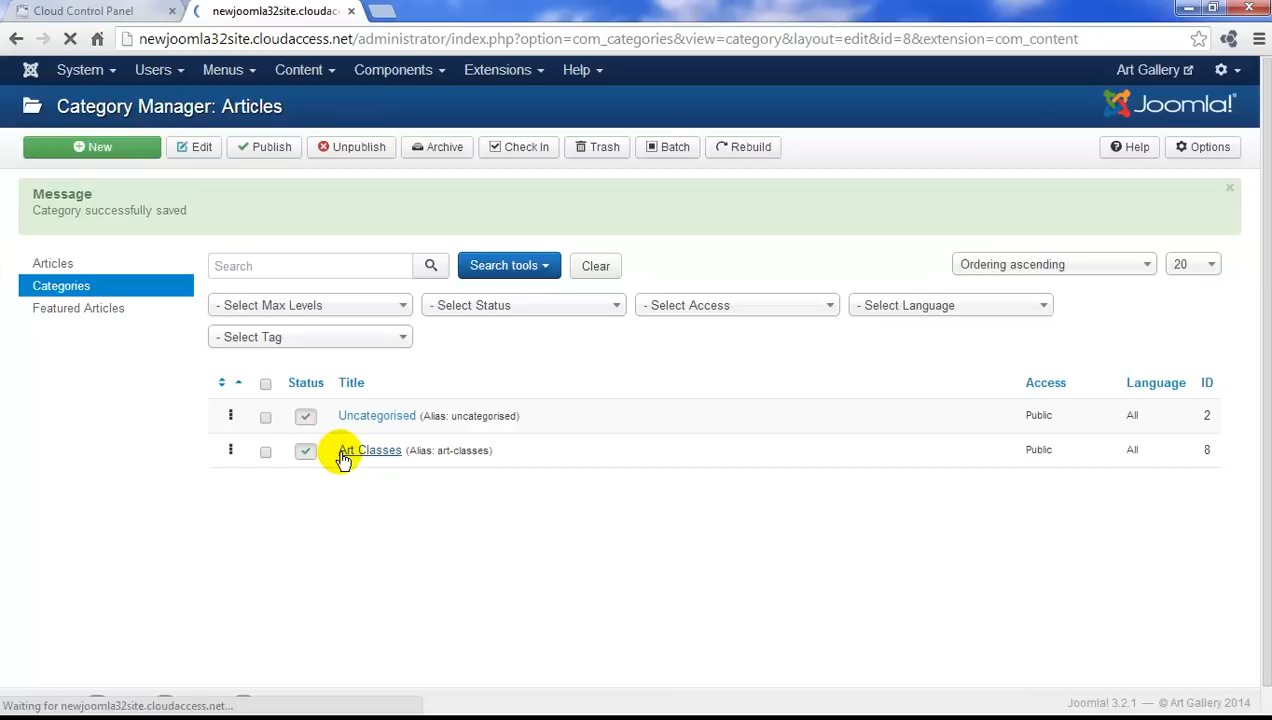 Cloud Control Panel × newjoomla32site.cloudacc ×
newjoomla32site.cloudaccess.net/administrator/index.php?option=com_categories&view=category&layout=edit&id=8&extension=com_content
System Users Menus Content Components Extensions Help Art Gallery
Category Manager: Articles Joomla!®
New Edit Publish Unpublish Archive Check In Trash Batch Rebuild Help Options
Message ×
Category successfully saved
Articles
Categories
Featured Articles
Search Search tools Clear Ordering ascending 20
- Select Max Levels - Select Status - Select Access - Select Language
- Select Tag
Status Title Access Language ID
Uncategorised (Alias: uncategorised) Public All 2
Art Classes (Alias: art-classes) Public All 8
Waiting for newjoomla32site.cloudaccess.net...
Joomla! 3.2.1 — © Art Gallery 2014